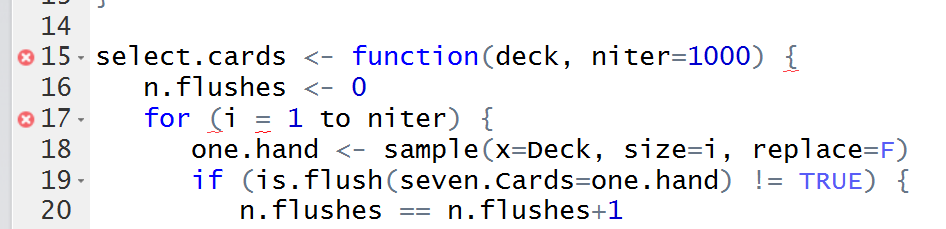 14
15 select.cards <- function(deck, niter=1000) {
16 n.flushes <- 0
17 for (i = 1 to niter) {
18 one.hand <- sample(x=Deck, size=i, replace=F)
19 if (is.flush(seven.Cards=one.hand) != TRUE) {
20 n.flushes == n.flushes+1